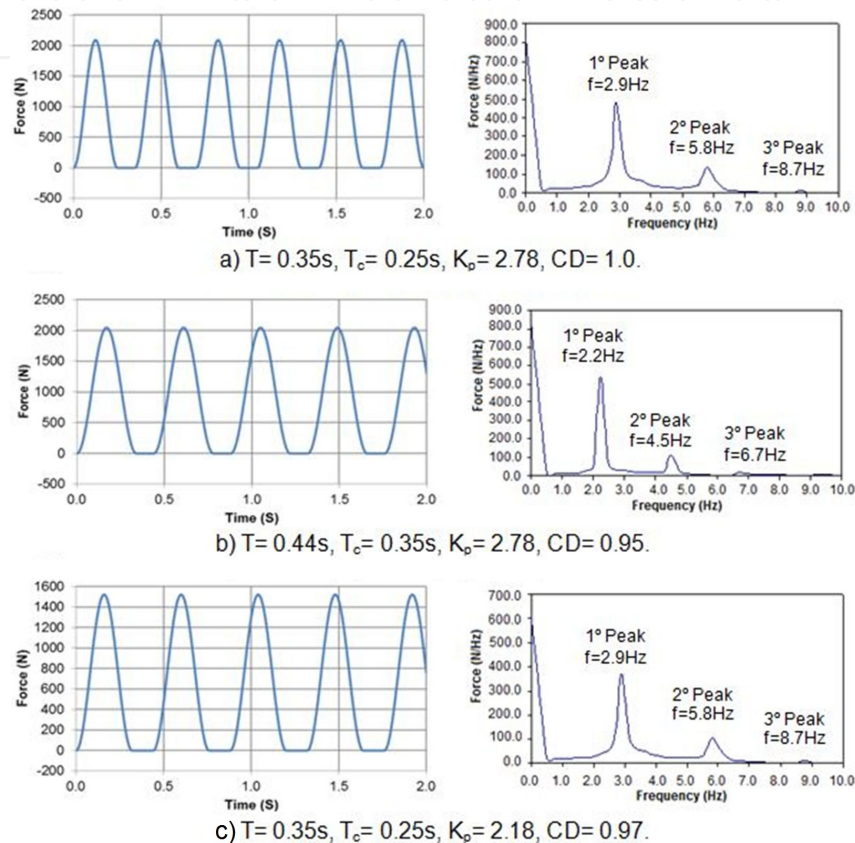 2500
2000
1500
1000
500
0
-500
Force (N)
0.0 0.5 1.0 1.5 2.0
Time (S)
900.0
800.0
700.0
600.0
500.0
400.0
300.0
200.0
100.0
0.0
Force (N/Hz)
1º Peak
f=2.9Hz
2º Peak
f= 5.8Hz
3º Peak
f=8.7Hz
0.0 1.0 2.0 3.0 4.0 5.0 6.0 7.0 8.0 9.0 10.0
Frequency (Hz)
a) T= 0.35s, Tc= 0.25s, Kp= 2.78, CD= 1.0.
2500
2000
1500
1000
500
0
-500
Force (N)
0.0 0.5 1.0 1.5 2.0
Time (S)
900.0
800.0
700.0
600.0
500.0
400.0
300.0
200.0
100.0
0.0
Force (N/Hz)
1º Peak
f=2.2Hz
2º Peak
f=4.5Hz
3º Peak
f=6.7Hz
0.0 1.0 2.0 3.0 4.0 5.0 6.0 7.0 8.0 9.0 10.0
Frequency (Hz)
b) T= 0.44s, Tc= 0.35s, Kp= 2.78, CD= 0.95.
1600
1400
1200
1000
800
600
400
200
0
-200
Force (N)
0.0 0.5 1.0 1.5 2.0
Time (S)
700.0
600.0
500.0
400.0
300.0
200.0
100.0
0.0
Force (N/Hz)
1º Peak
f=2.9Hz
2º Peak
f=5.8Hz
3º Peak
f=8.7Hz
0.0 1.0 2.0 3.0 4.0 5.0 6.0 7.0 8.0 9.0 10.0
Frequency (Hz)
c) T= 0.35s, Tc= 0.25s, Kp= 2.18, CD= 0.97.